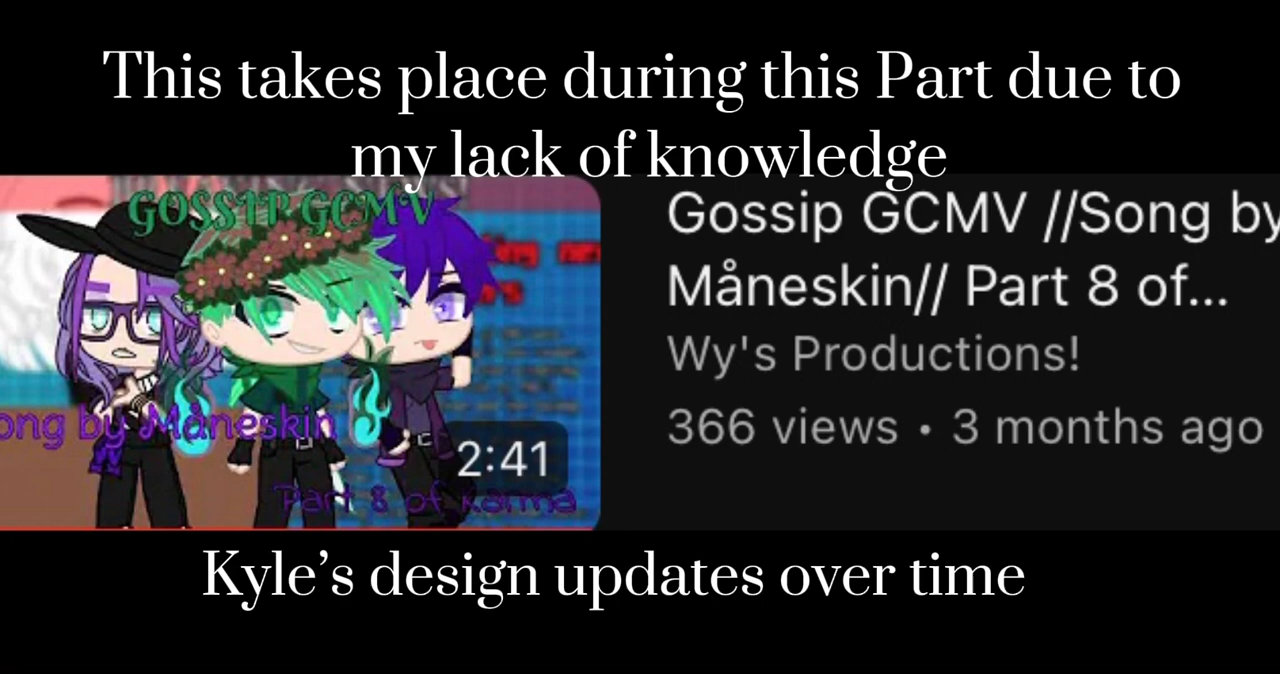 This takes place during this Part due to
my lack of knowledge
GOSSIP GCMV
Gossip GCMV //Song by
Måneskin// Part 8 of...
Wy's Productions!
366 views • 3 months ago
ong by Måneskin
2:41
Part 8 of Karma
Kyle’s design updates over time